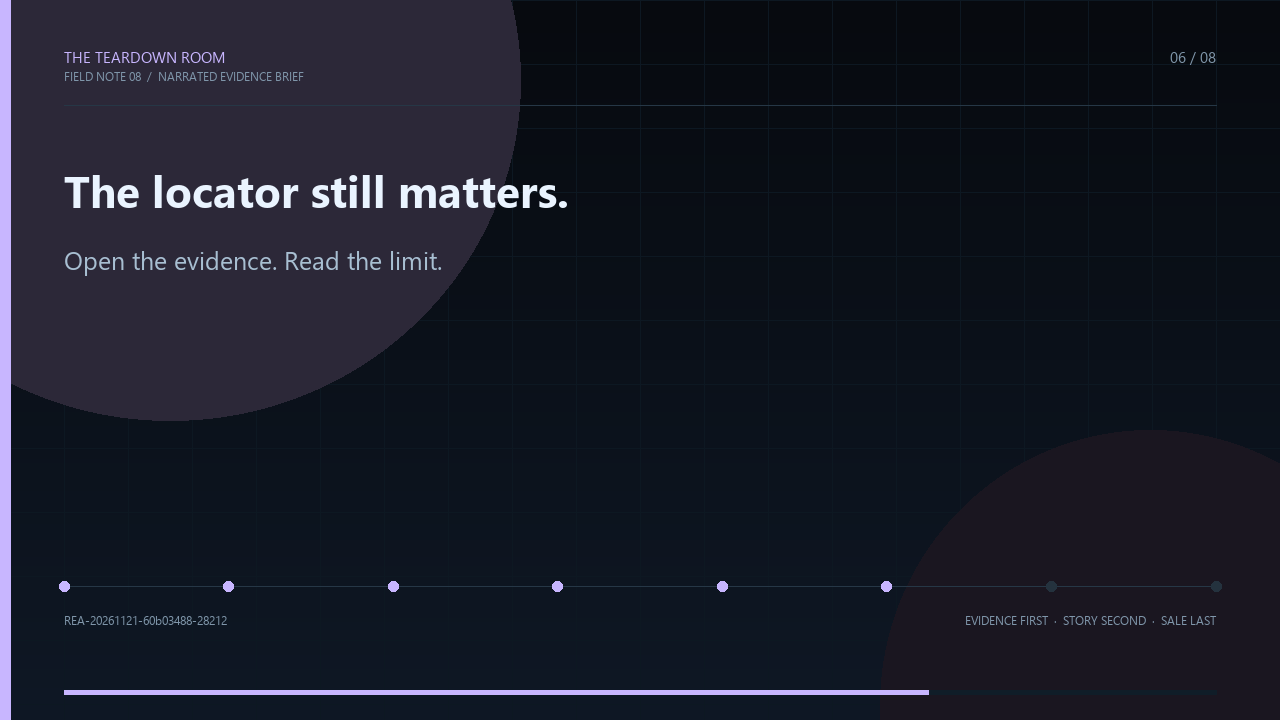 THE TEARDOWN ROOM
06 / 08
FIELD NOTE 08 / NARRATED EVIDENCE BRIEF
The locator still matters.
Open the evidence. Read the limit.
REA-20261121-60b03488-28212
EVIDENCE FIRST · STORY SECOND · SALE LAST